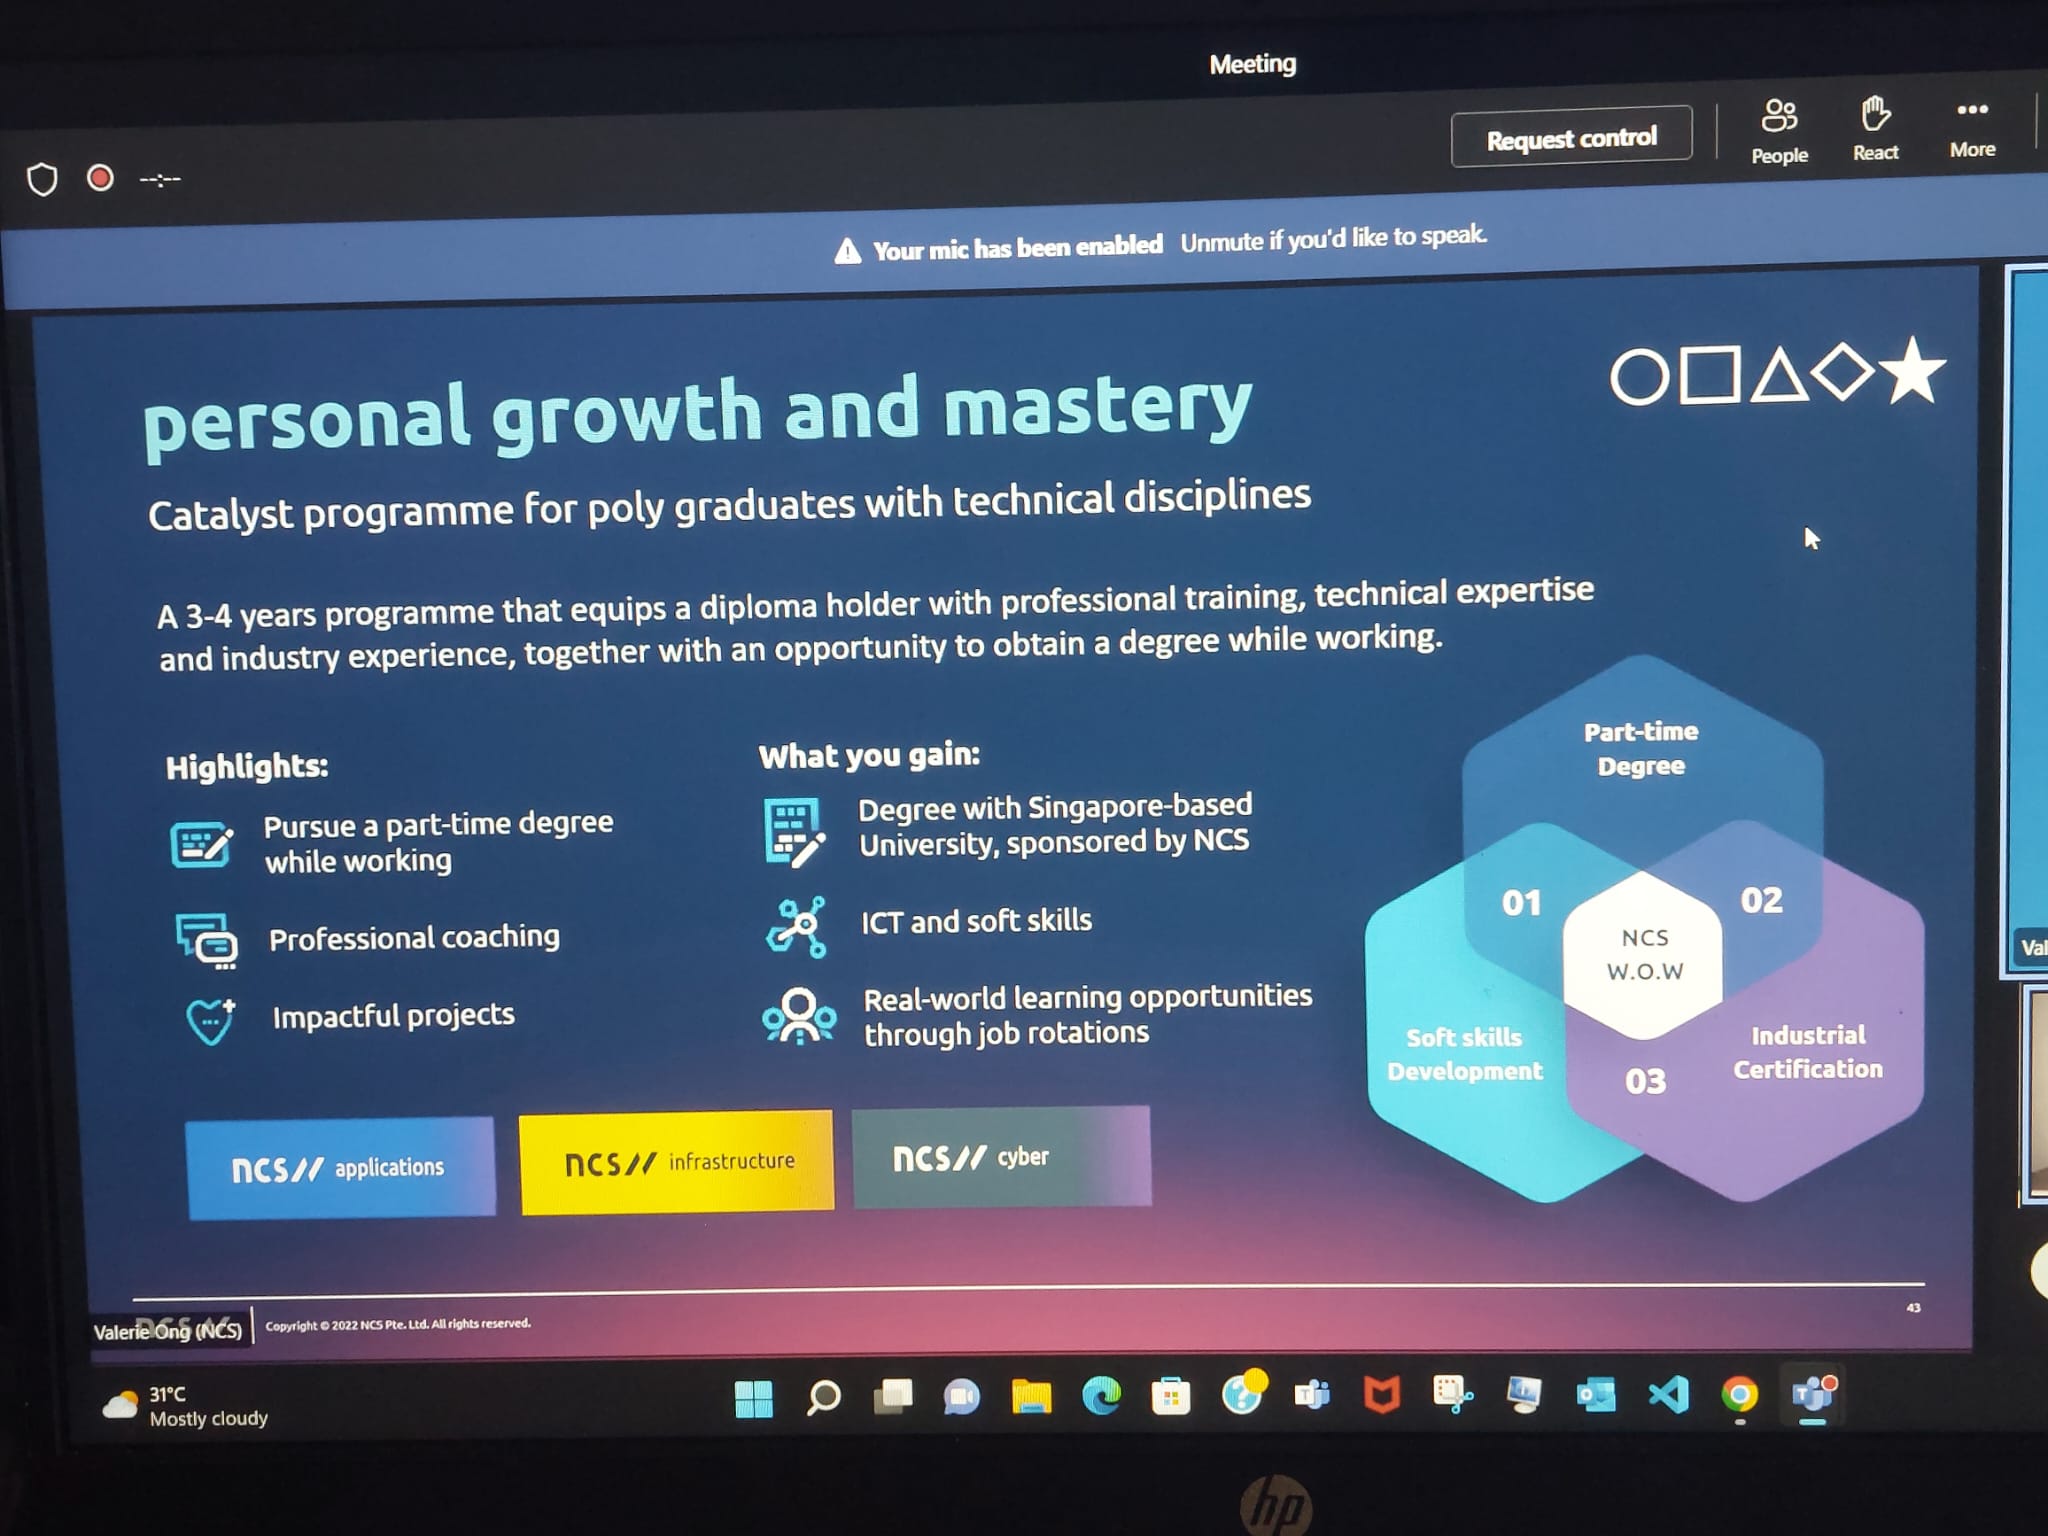 Meeting
Request control
People
React
More
--:--
Your mic has been enabled Unmute if you'd like to speak.
personal growth and mastery
Catalyst programme for poly graduates with technical disciplines
A 3-4 years programme that equips a diploma holder with professional training, technical expertise
and industry experience, together with an opportunity to obtain a degree while working.
Highlights:
Pursue a part-time degree
while working
Professional coaching
Impactful projects
What you gain:
Degree with Singapore-based
University, sponsored by NCS
ICT and soft skills
Real-world learning opportunities
through job rotations
Part-time
Degree
01
02
NCS
W.O.W
Soft skills
Development
Industrial
Certification
03
ncs// applications
ncs// infrastructure
ncs// cyber
Val
Valerie Ong (NCS)
Copyright © 2022 NCS Pte. Ltd. All rights reserved.
43
31°C
Mostly cloudy
hp